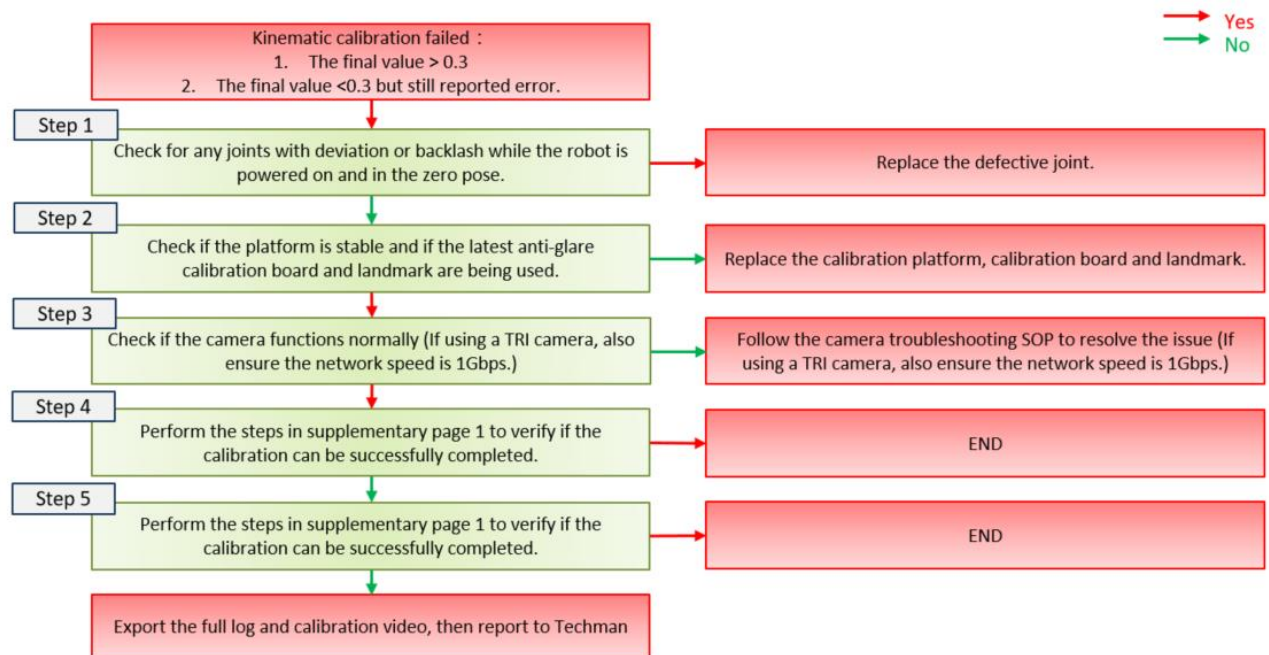 Yes
No
Kinematic calibration failed：
1. The final value > 0.3
2. The final value <0.3 but still reported error.
Step 1
Check for any joints with deviation or backlash while the robot is
powered on and in the zero pose.
Replace the defective joint.
Step 2
Check if the platform is stable and if the latest anti-glare
calibration board and landmark are being used.
Replace the calibration platform, calibration board and landmark.
Step 3
Check if the camera functions normally (If using a TRI camera, also
ensure the network speed is 1Gbps.)
Follow the camera troubleshooting SOP to resolve the issue (If
using a TRI camera, also ensure the network speed is 1Gbps.)
Step 4
Perform the steps in supplementary page 1 to verify if the
calibration can be successfully completed.
END
Step 5
Perform the steps in supplementary page 1 to verify if the
calibration can be successfully completed.
END
Export the full log and calibration video, then report to Techman